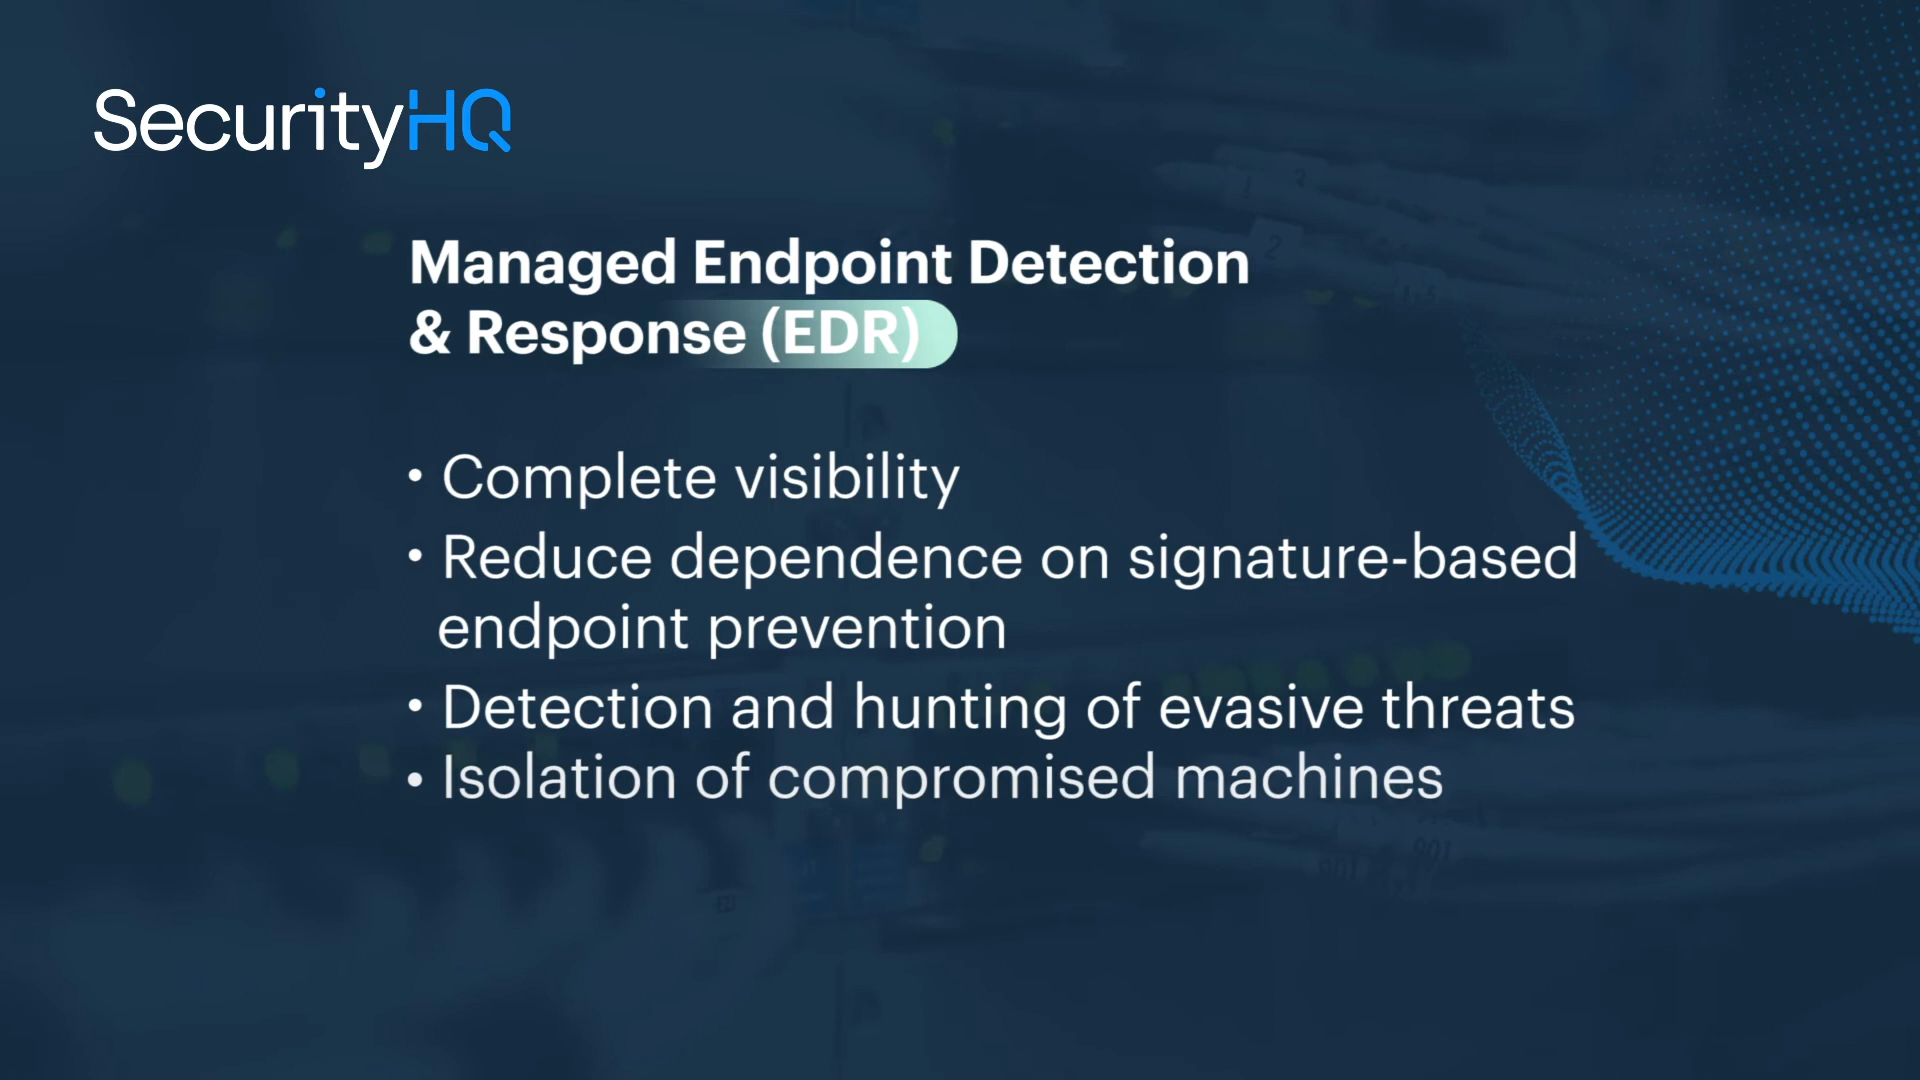 SecurityHQ
Managed Endpoint Detection
& Response (EDR)
• Complete visibility
• Reduce dependence on signature-based
endpoint prevention
• Detection and hunting of evasive threats
• Isolation of compromised machines